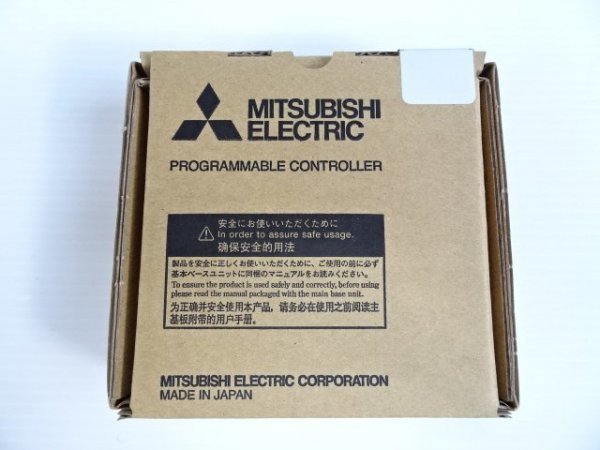 MITSUBISHI
ELECTRIC
PROGRAMMABLE CONTROLLER
安全にお使いいただくために
In order to assure safe usage.
确保安全的用法
製品を安全に正しくお使いいただくために、ご使用の前に必ず
基本ベースユニットに同梱のマニュアルをお読みください。
To ensure the product is used safely and correctly, before using
please read the manual packaged with the main base unit.
为正确并安全使用本产品，请务必在使用之前阅读主
基板附带的用户手册。
MITSUBISHI ELECTRIC CORPORATION
MADE IN JAPAN